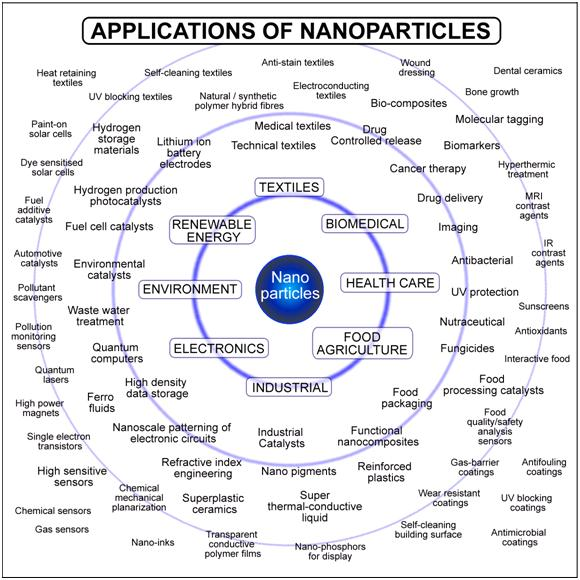 APPLICATIONS OF NANOPARTICLES
Anti-stain textiles
Wound
dressing
Heat retaining
textiles
Self-cleaning textiles
Dental ceramics
UV blocking textiles
Natural / synthetic
polymer hybrid fibres
Electroconducting
textiles
Bio-composites
Bone growth
Paint-on
solar cells
Hydrogen
storage
materials
Lithium ion
battery
electrodes
Medical textiles
Technical textiles
Drug
Controlled release
Molecular tagging
Biomarkers
Dye sensitised
solar cells
Cancer therapy
Hyperthermic
treatment
Hydrogen production
photocatalysts
TEXTILES
Drug delivery
Fuel
additive
catalysts
MRI
contrast
agents
Fuel cell catalysts
RENEWABLE
ENERGY
BIOMEDICAL
Imaging
Automotive
catalysts
Environmental
catalysts
Antibacterial
IR
contrast
agents
Pollutant
scavengers
ENVIRONMENT
Nano
particles
HEALTH CARE
UV protection
Sunscreens
Waste water
treatment
Pollution
monitoring
sensors
Nutraceutical
Antioxidants
Quantum
computers
ELECTRONICS
FOOD
AGRICULTURE
Fungicides
Interactive food
Quantum
lasers
High density
data storage
INDUSTRIAL
Food
processing catalysts
High power
magnets
Ferro
fluids
Food
packaging
Food
quality/safety
analysis
sensors
Single electron
transistors
Nanoscale patterning of
electronic circuits
Industrial
Catalysts
Functional
nanocomposites
High sensitive
sensors
Refractive index
engineering
Nano pigments
Reinforced
plastics
Gas-barrier
coatings
Antifouling
coatings
Chemical
mechanical
planarization
Superplastic
ceramics
Super
thermal-conductive
liquid
Wear resistant
coatings
UV blocking
coatings
Chemical sensors
Gas sensors
Nano-inks
Transparent
conductive
polymer films
Nano-phosphors
for display
Self-cleaning
building surface
Antimicrobial
coatings